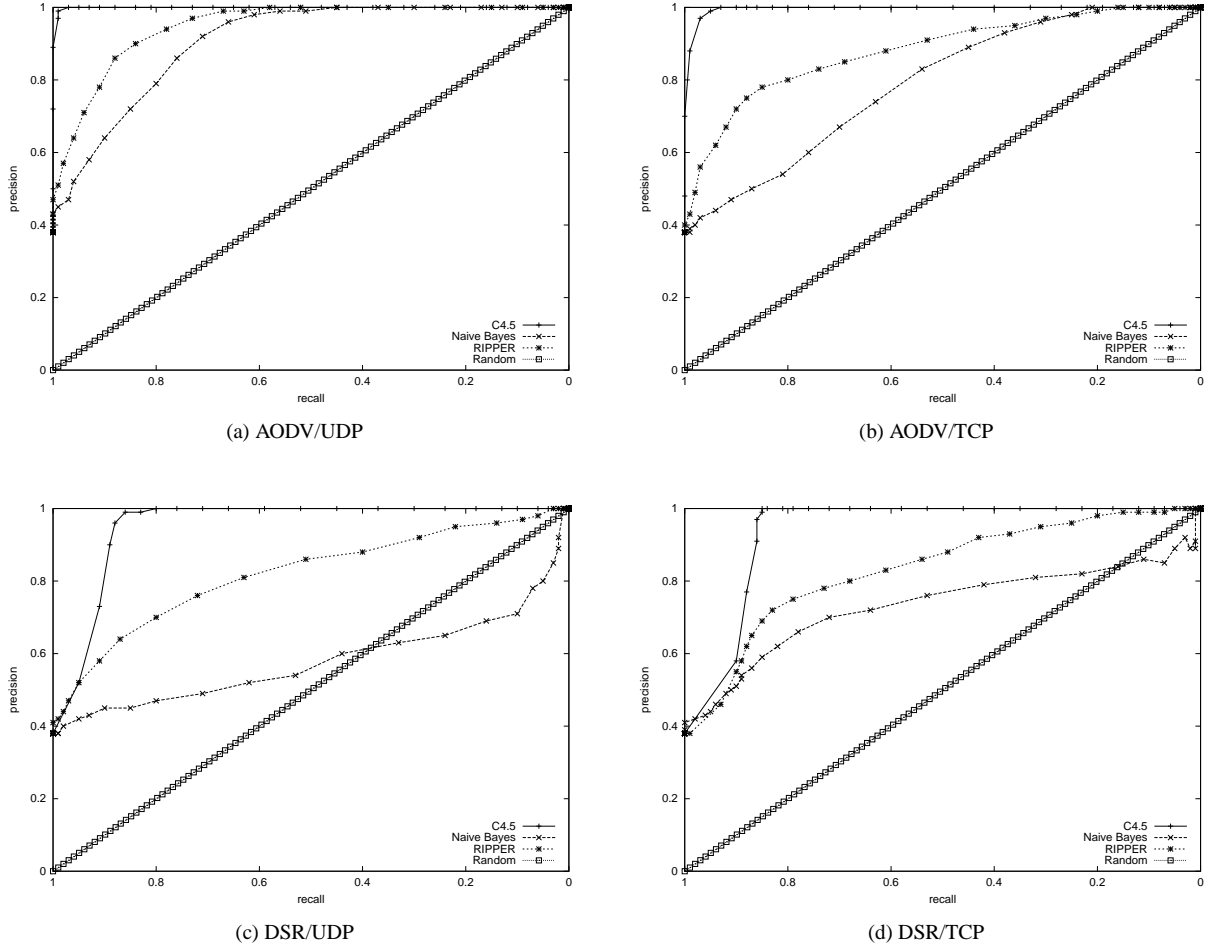 1
0.8
0.6
0.4
0.2
0
precision
C4.5
Naive Bayes
RIPPER
Random
1 0.8 0.6 0.4 0.2 0
recall
(a) AODV/UDP
1
0.8
0.6
0.4
0.2
0
precision
C4.5
Naive Bayes
RIPPER
Random
1 0.8 0.6 0.4 0.2 0
recall
(b) AODV/TCP
1
0.8
0.6
0.4
0.2
0
precision
C4.5
Naive Bayes
RIPPER
Random
1 0.8 0.6 0.4 0.2 0
recall
(c) DSR/UDP
1
0.8
0.6
0.4
0.2
0
precision
C4.5
Naive Bayes
RIPPER
Random
1 0.8 0.6 0.4 0.2 0
recall
(d) DSR/TCP